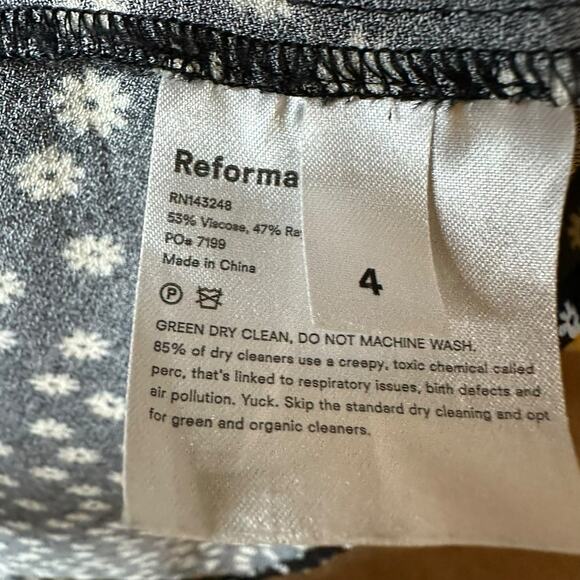 Reforma
RN143248
53% Viscose, 47% Ra
PO# 7199
Made in China
4
P
GREEN DRY CLEAN, DO NOT MACHINE WASH.
85% of dry cleaners use a creepy, toxic chemical called
perc, that's linked to respiratory issues, birth defects and
air pollution. Yuck. Skip the standard dry cleaning and opt
for green and organic cleaners.